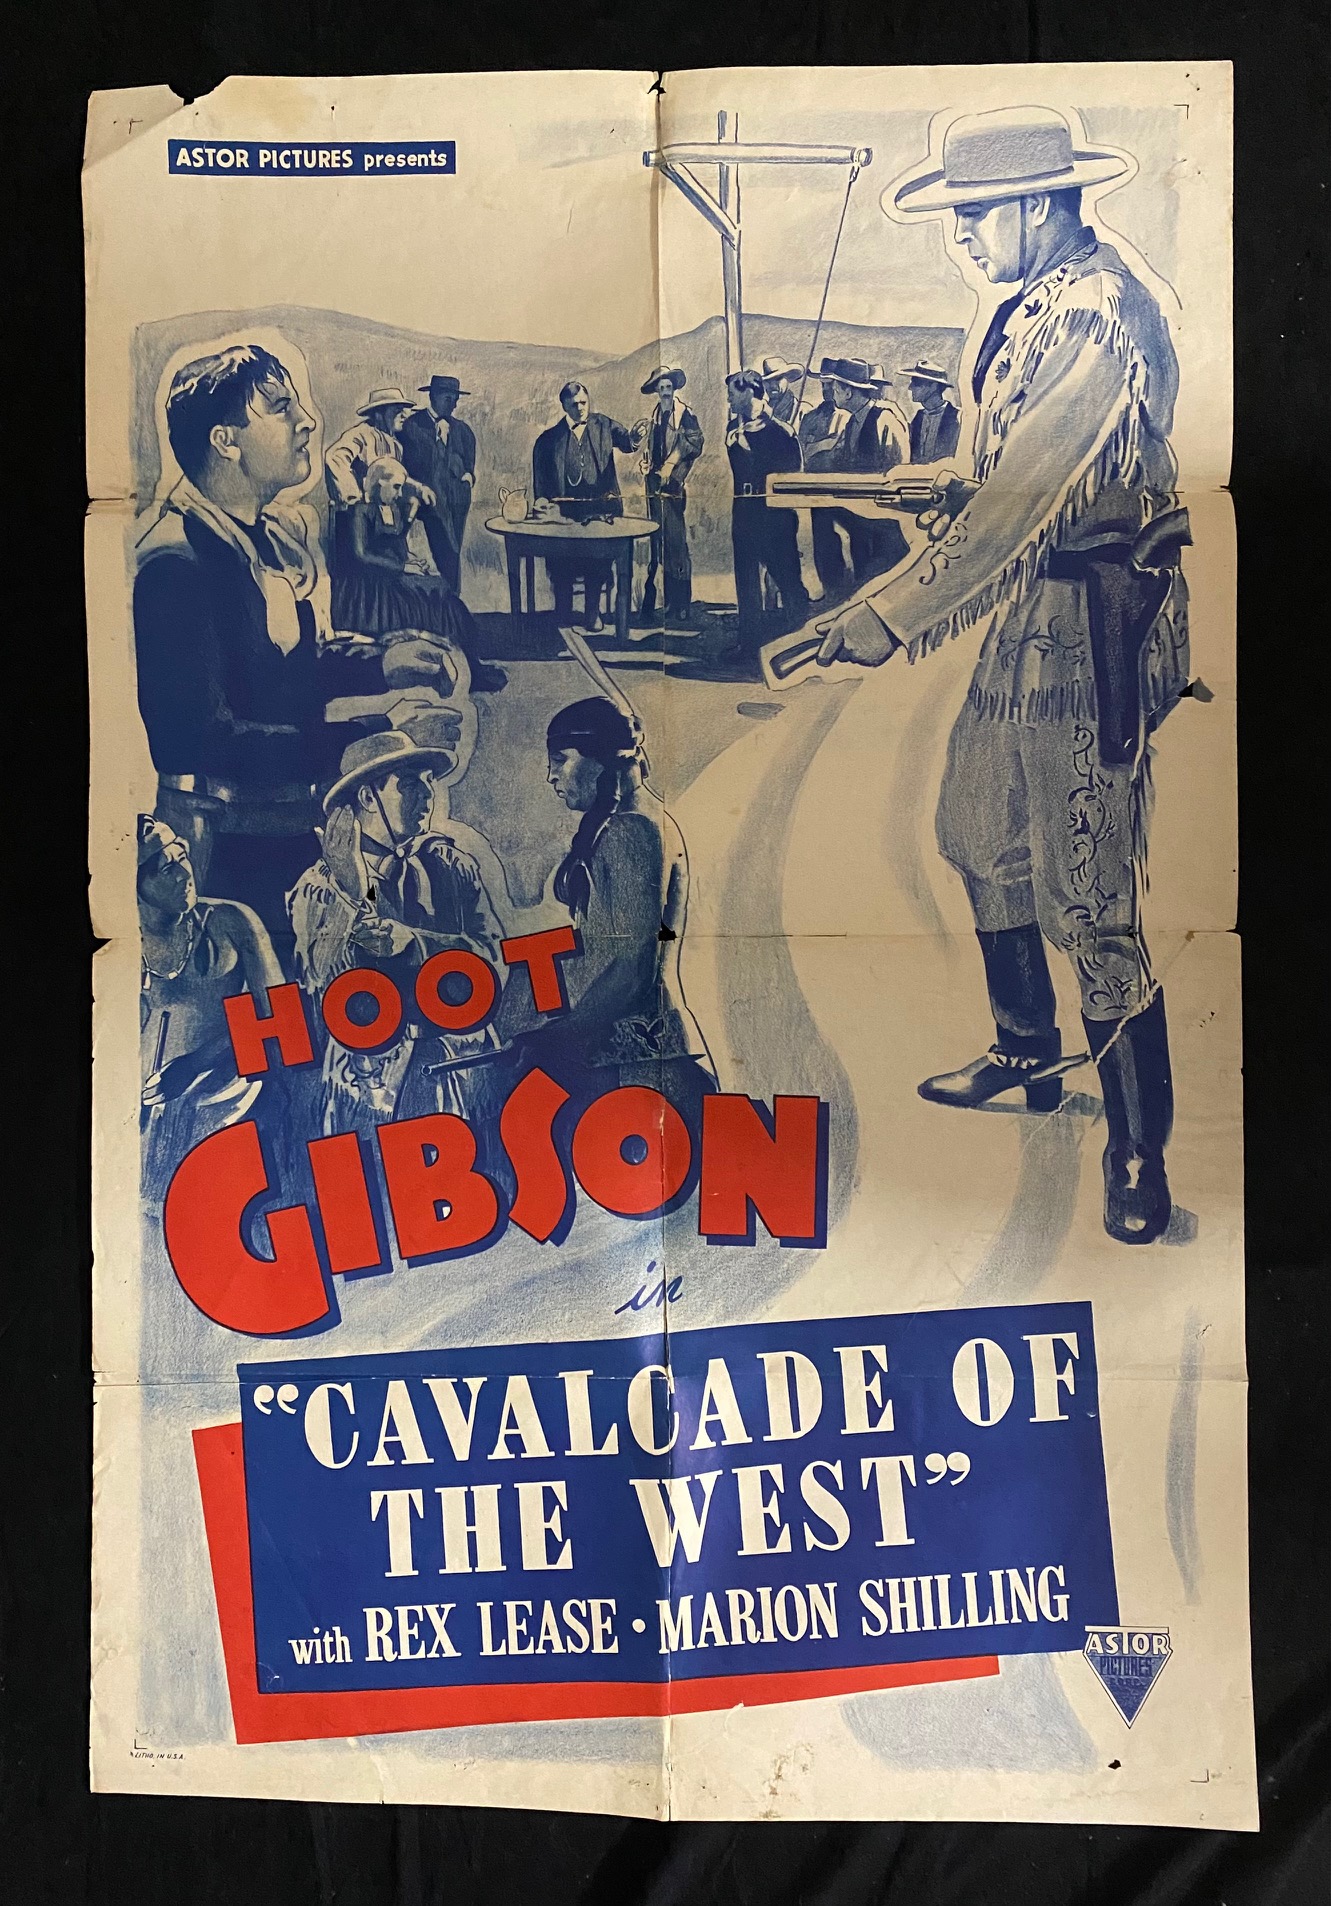 ASTOR PICTURES presents
HOOT
GIBSON
in
“CAVALCADE OF
THE WEST”
with REX LEASE • MARION SHILLING
ASTOR
PICTURES
CORP.
LITHO. IN U.S.A.